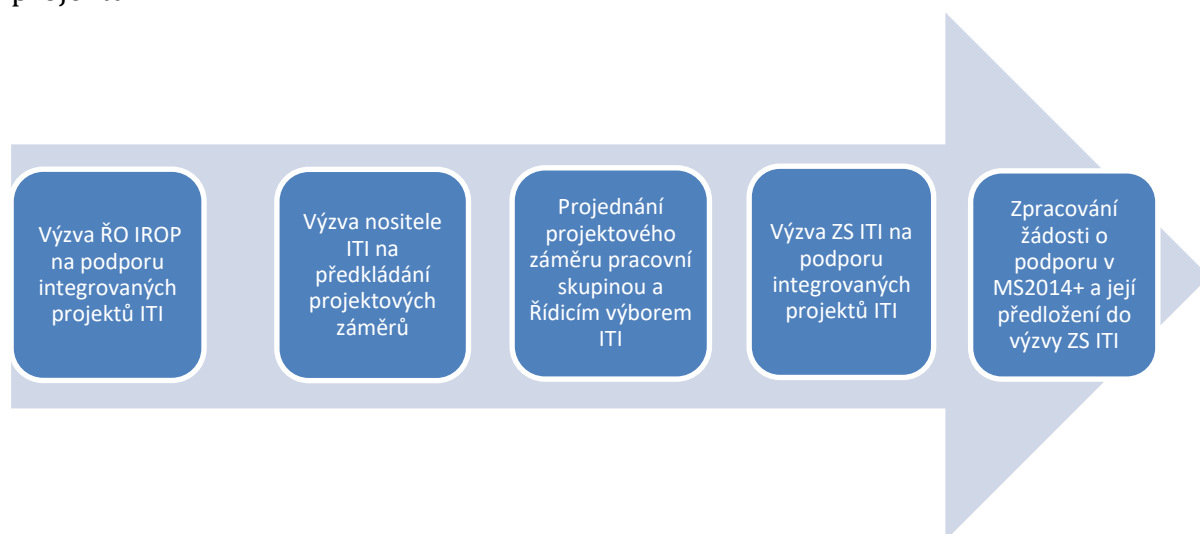 Výzva ŘO IROP
na podporu
integrovaných
projektů ITI
Výzva nositele
ITI na
předkládání
projektových
záměrů
Projednání
projektového
záměru pracovní
skupinou a
Řídicím výborem
ITI
Výzva ZS ITI na
podporu
integrovaných
projektů ITI
Zpracování
žádosti o
podporu v
MS2014+ a její
předložení do
výzvy ZS ITI